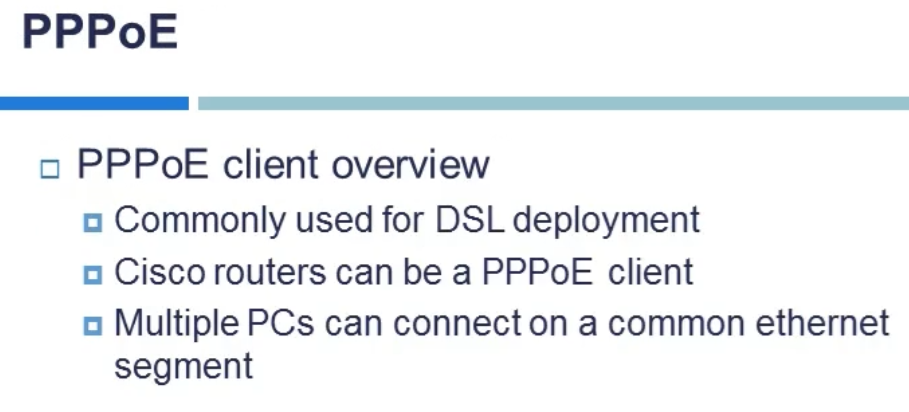 PPPoE
PPPoE client overview
Commonly used for DSL deployment
Cisco routers can be a PPPoE client
Multiple PCs can connect on a common ethernet
segment